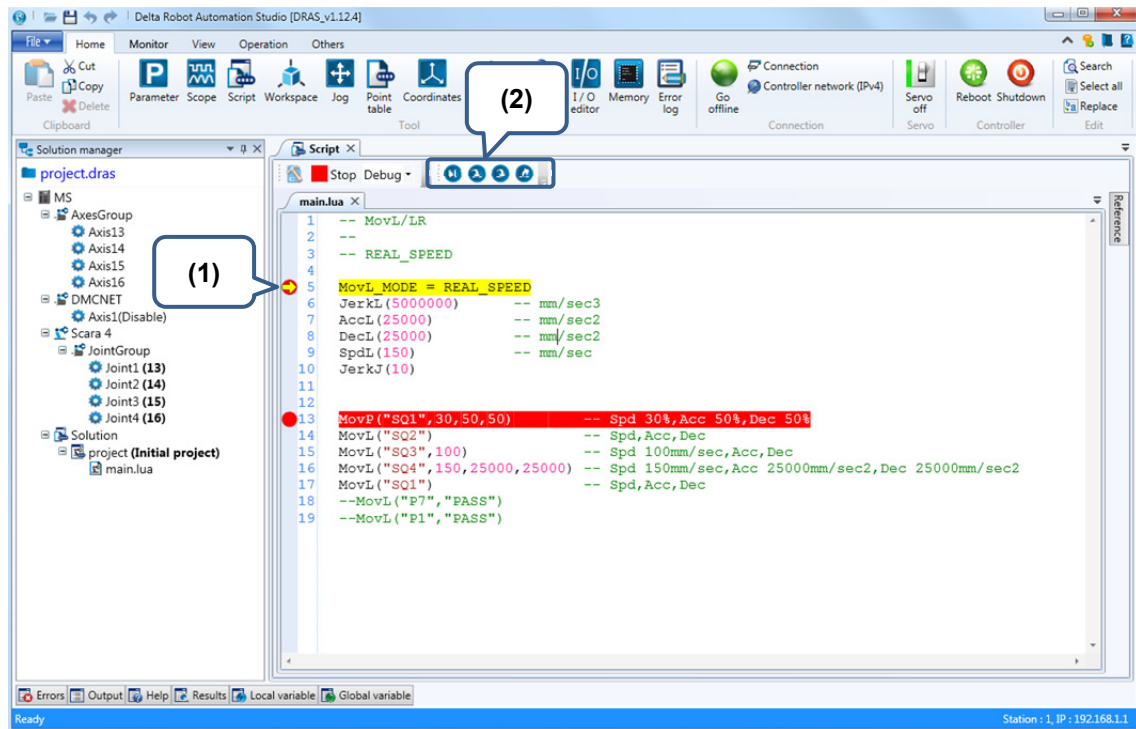 Delta Robot Automation Studio [DRAS_v1.12.4]
File Home Monitor View Operation Others
Paste Cut Copy Delete
Clipboard
Parameter Scope Script Workspace Jog Point table Coordinates I/O editor Memory Error log
Tool
(2)
Go offline Connection Controller network (IPv4)
Connection
Servo off
Servo
Reboot Shutdown
Controller
Search
Select all
Replace
Edit
Solution manager
project.dras
MS
AxesGroup
Axis13
Axis14
Axis15
Axis16
DMCNET
Axis1(Disable)
Scara 4
JointGroup
Joint1 (13)
Joint2 (14)
Joint3 (15)
Joint4 (16)
Solution
project (Initial project)
main.lua
(1)
Script
Stop Debug
main.lua
Reference
1 -- MovL/LR
2 --
3 -- REAL_SPEED
4
5 MovL_MODE = REAL_SPEED
6 JerkL(5000000) -- mm/sec3
7 AccL(25000) -- mm/sec2
8 DecL(25000) -- mm/sec2
9 SpdL(150) -- mm/sec
10 JerkJ(10)
11
12
13 MovP("SQ1",30,50,50) -- Spd 30%,Acc 50%,Dec 50%
14 MovL("SQ2") -- Spd,Acc,Dec
15 MovL("SQ3",100) -- Spd 100mm/sec,Acc,Dec
16 MovL("SQ4",150,25000,25000) -- Spd 150mm/sec,Acc 25000mm/sec2,Dec 25000mm/sec2
17 MovL("SQ1") -- Spd,Acc,Dec
18 --MovL("P7","PASS")
19 --MovL("P1","PASS")
Errors Output Help Results Local variable Global variable
Ready Station : 1, IP : 192.168.1.1